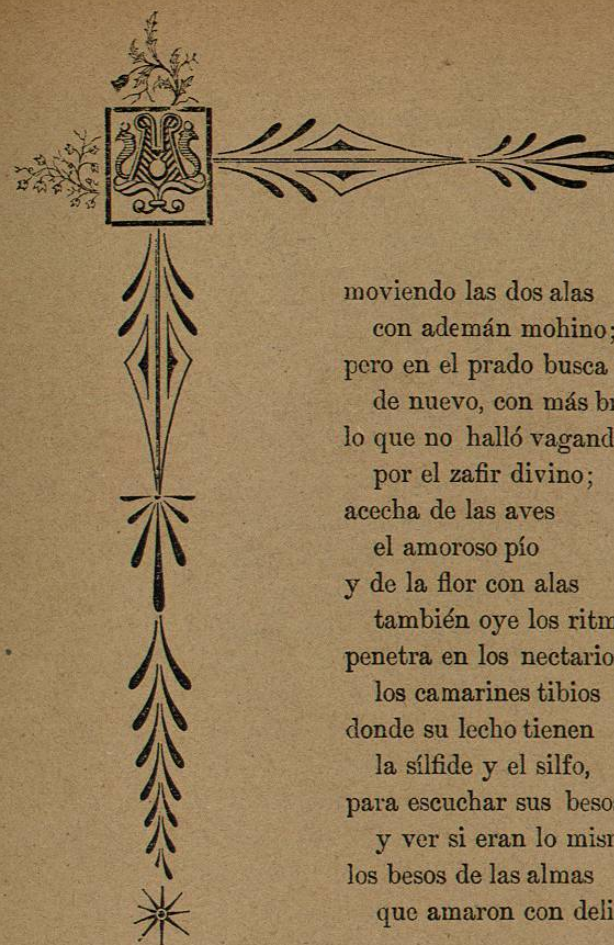 moviendo las dos alas
con ademán mohino;
pero en el prado busca
de nuevo, con más
lo que no halló
por el zafir divino;
acecha de las aves
el amoroso pío
y de la flor con alas
también oye los
penetra en los
los camarines tibios
donde su lecho tienen
la sílfide y el silfo,
para escuchar sus
y ver si eran lo
los besos de las almas
que amaron con